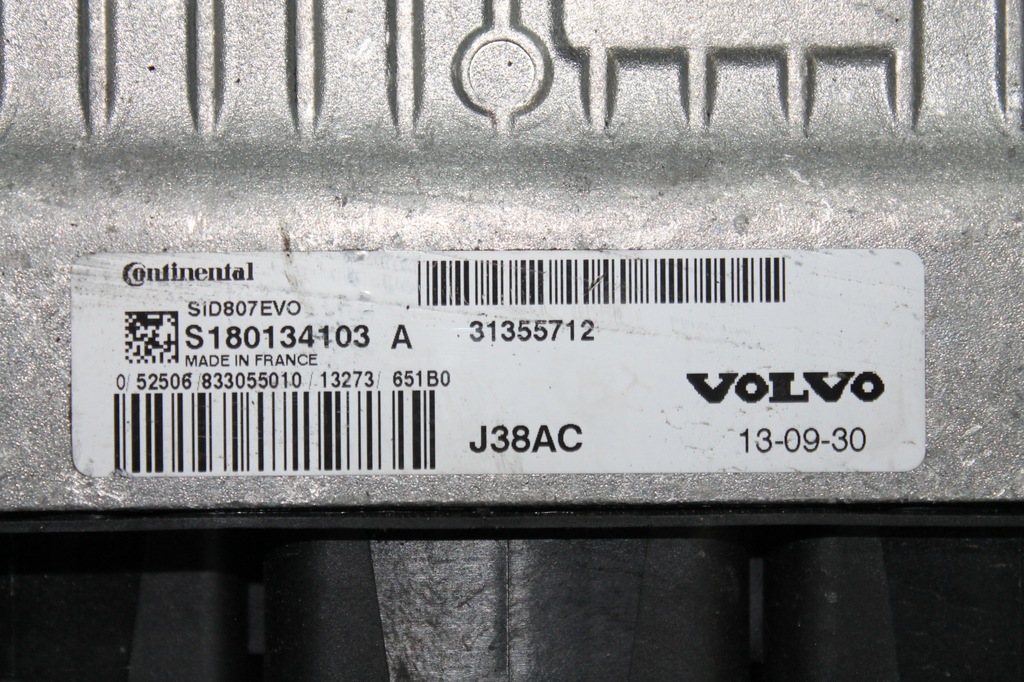 Continental
SID807EVO
S180134103 A
MADE IN FRANCE
0/ 52506 / 833055010 / 13273 / 651B0
31355712
VOLVO
J38AC
13-09-30